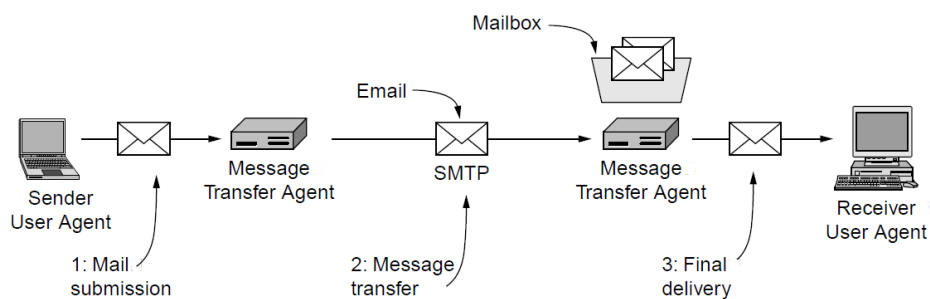 Mailbox
Email
Sender
User Agent
Message
Transfer Agent
SMTP
Message
Transfer Agent
Receiver
User Agent
1: Mail
submission
2: Message
transfer
3: Final
delivery